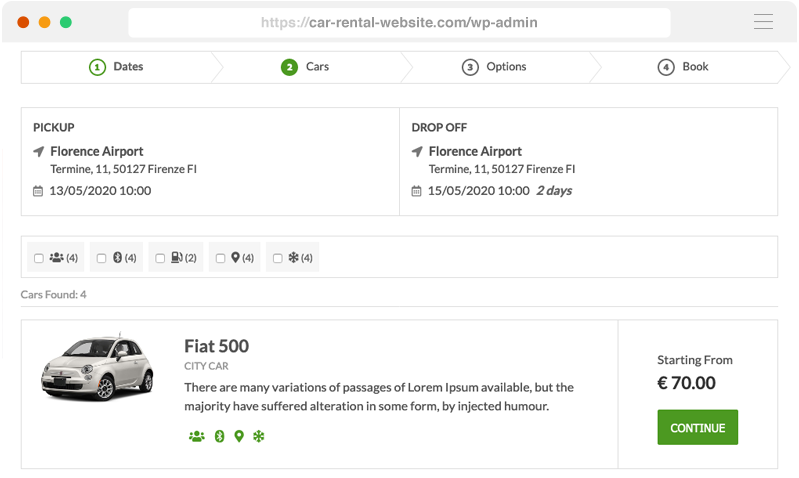 https://car-rental-website.com/wp-admin
1 Dates
2 Cars
3 Options
4 Book
PICKUP
Florence Airport
Termine, 11, 50127 Firenze FI
13/05/2020 10:00
DROP OFF
Florence Airport
Termine, 11, 50127 Firenze FI
15/05/2020 10:00 2 days
(4)
(4)
(2)
(4)
(4)
Cars Found: 4
Fiat 500
CITY CAR
There are many variations of passages of Lorem Ipsum available, but the
majority have suffered alteration in some form, by injected humour.
Starting From
€ 70.00
CONTINUE